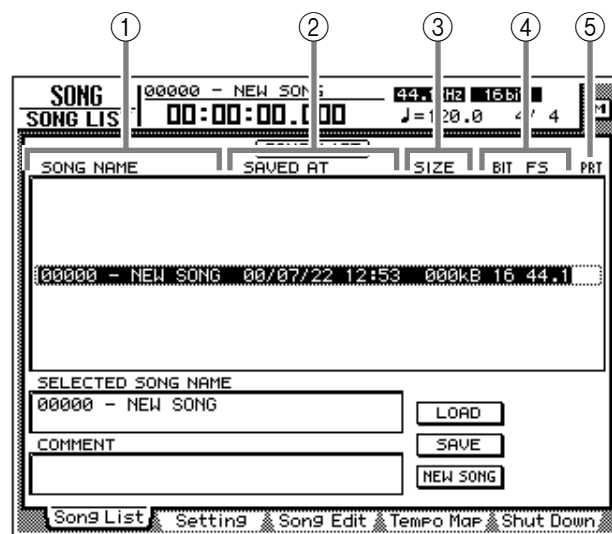 ① ② ③ ④ ⑤
SONG
SONG LIST
00000 - NEW SONG
00:00:00.000
16bit
♩=120.0 4/ 4
SONG NAME SAVED AT SIZE BIT FS PRT
00000 - NEW SONG 00/07/22 12:53 000kB 16 44.1
SELECTED SONG NAME
00000 - NEW SONG
LOAD
COMMENT
SAVE
NEW SONG
Song List Setting Song Edit Tempo Map Shut Down